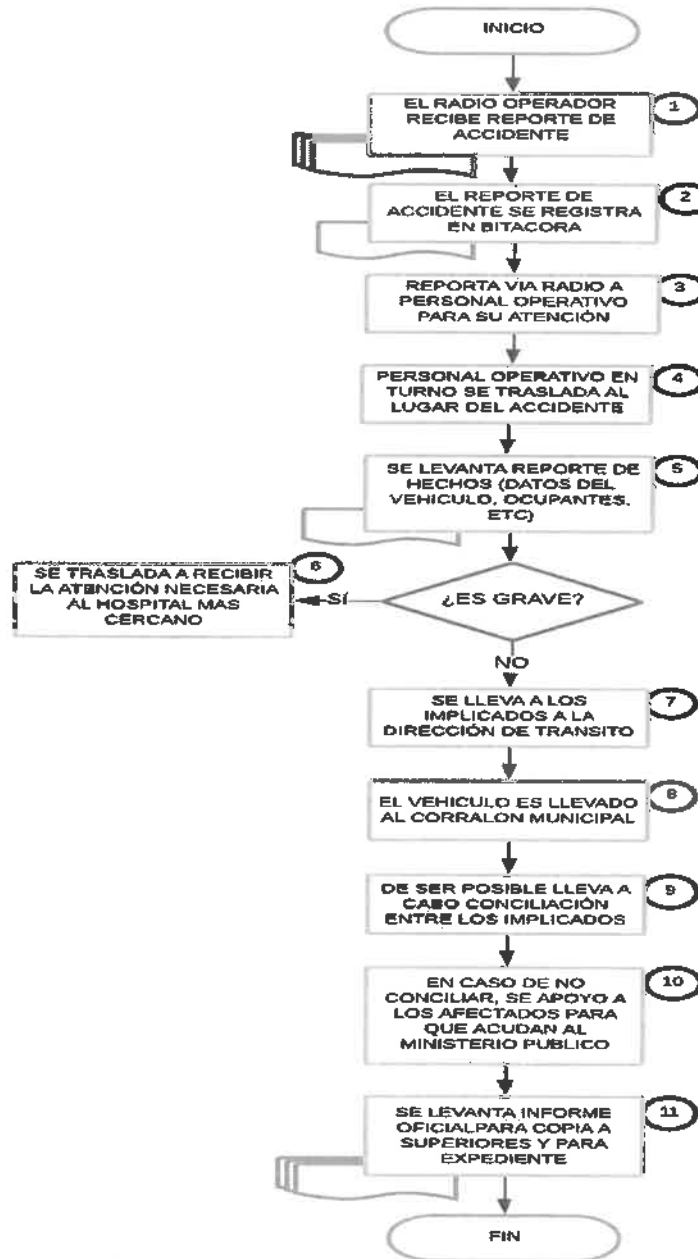 INICIO
1
EL RADIO OPERADOR
RECIBE REPORTE DE
ACCIDENTE
2
EL REPORTE DE
ACCIDENTE SE REGISTRA
EN BITACORA
3
REPORTA VIA RADIO A
PERSONAL OPERATIVO
PARA SU ATENCIÓN
4
PERSONAL OPERATIVO EN
TURNO SE TRASLADA AL
LUGAR DEL ACCIDENTE
5
SE LEVANTA REPORTE DE
HECHOS (DATOS DEL
VEHICULO, OCUPANTES.
ETC)
¿ES GRAVE?
SÍ
6
SE TRASLADA A RECIBIR
LA ATENCIÓN NECESARIA
AL HOSPITAL MAS
CERCANO
NO
7
SE LLEVA A LOS
IMPLICADOS A LA
DIRECCIÓN DE TRANSITO
8
EL VEHICULO ES LLEVADO
AL CORRALON MUNICIPAL
9
DE SER POSIBLE LLEVA A
CABO CONCILIACIÓN
ENTRE LOS IMPLICADOS
10
EN CASO DE NO
CONCILIAR, SE APOYO A
LOS AFECTADOS PARA
QUE ACUDAN AL
MINISTERIO PUBLICO
11
SE LEVANTA INFORME
OFICIALPARA COPIA A
SUPERIORES Y PARA
EXPEDIENTE
FIN